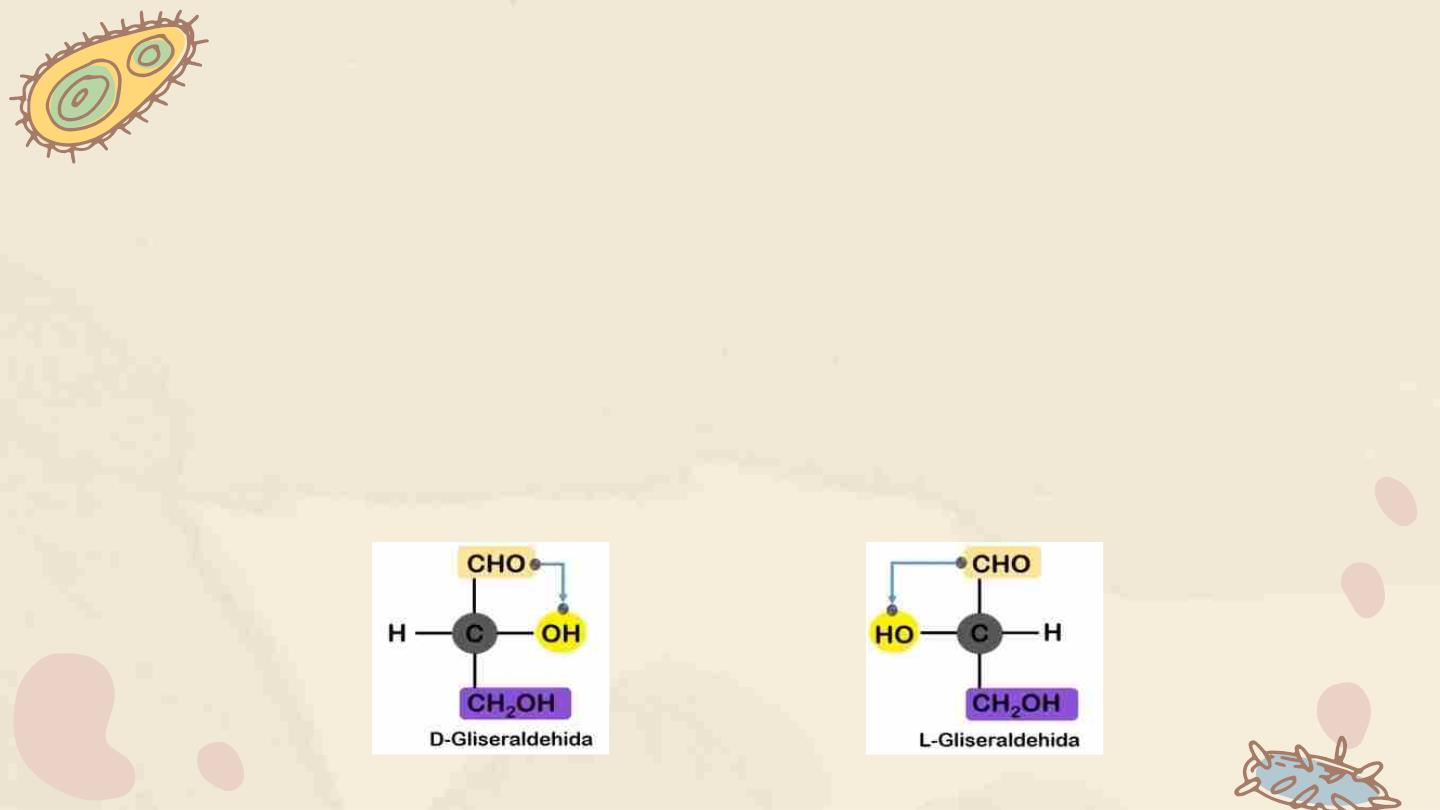 CHO
H C OH
CH₂OH
D-Gliseraldehida
CHO
HO C H
CH₂OH
L-Gliseraldehida